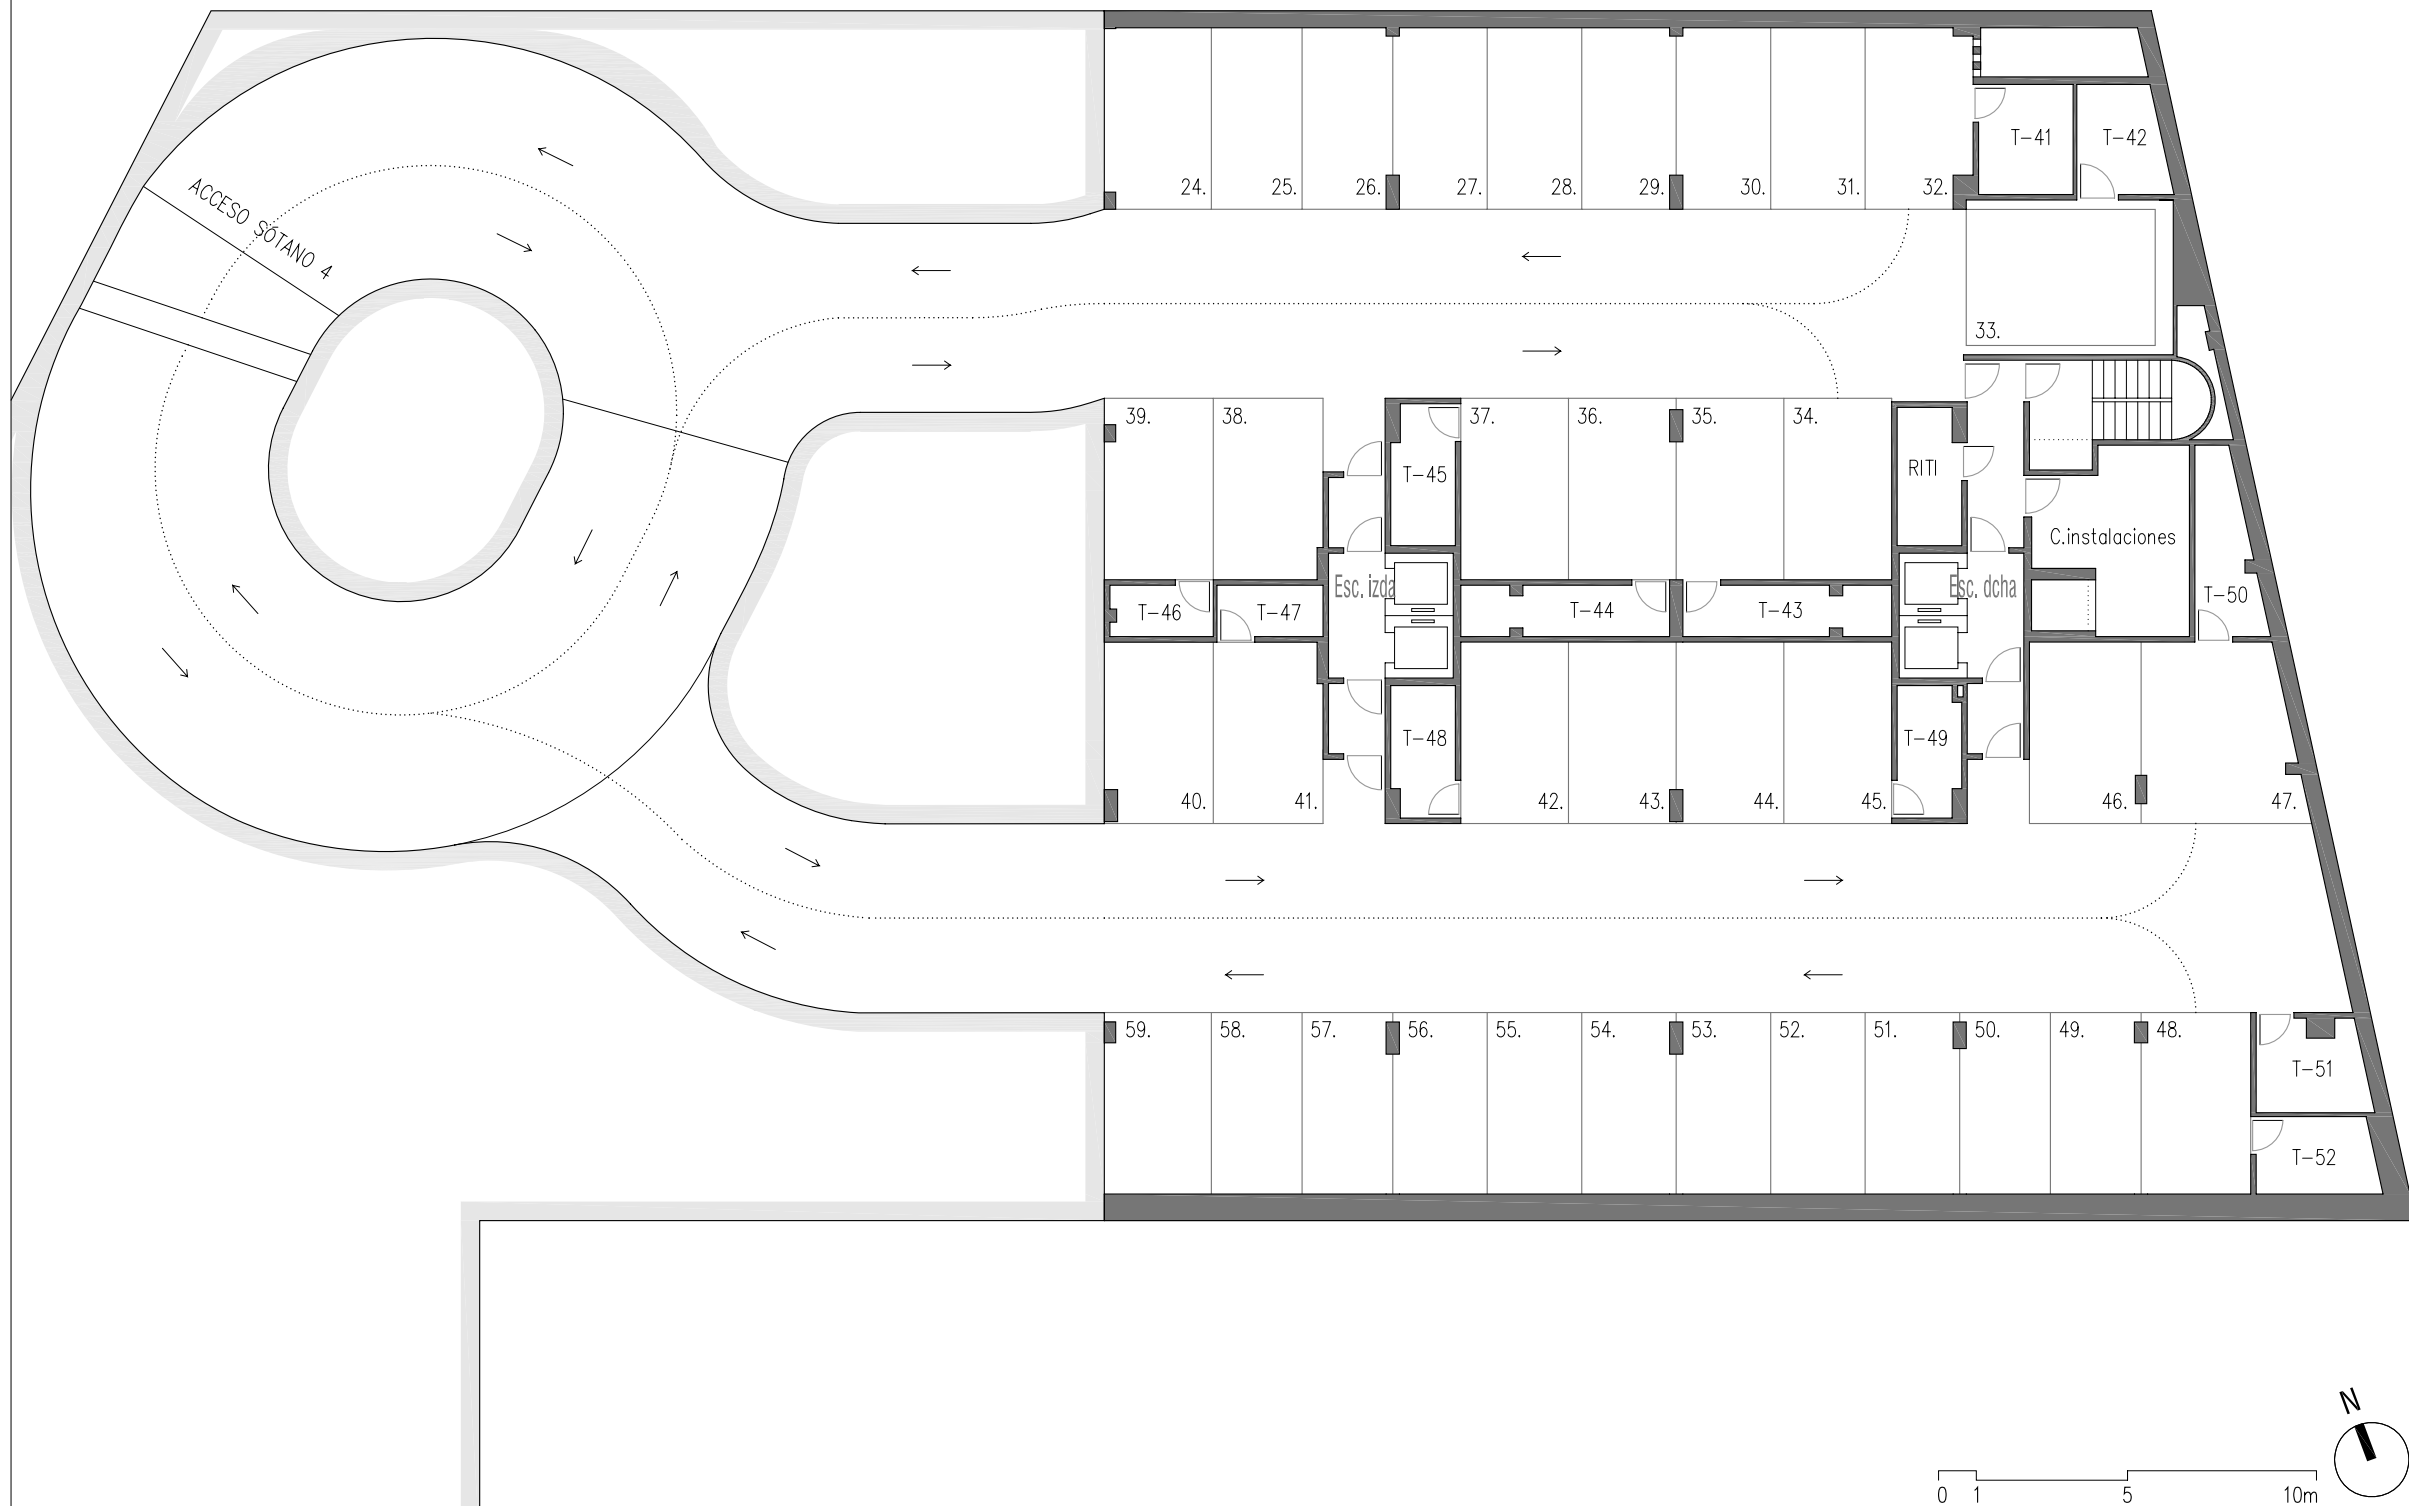 T-41
T-42
24.
25.
26.
27.
28.
29.
30.
31.
32.
ACCESO SÓTANO 4
33.
39.
38.
37.
36.
35.
34.
T-45
RITI
C.instalaciones
Esc. izda
Esc. dcha
T-46
T-47
T-44
T-43
T-50
T-48
T-49
40.
41.
42.
43.
44.
45.
46.
47.
59.
58.
57.
56.
55.
54.
53.
52.
51.
50.
49.
48.
T-51
T-52
N
0 1 5 10m